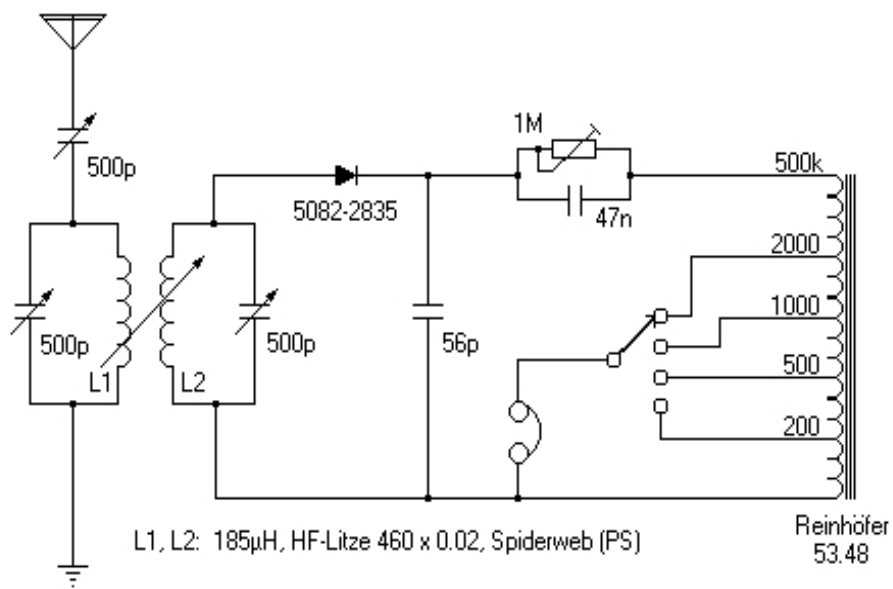 500p
1M
500k
5082-2835
47n
2000
1000
500p
L1
L2
500p
56p
500
200
L1, L2: 185µH, HF-Litze 460 x 0.02, Spiderweb (PS)
Reinhöfer
53.48